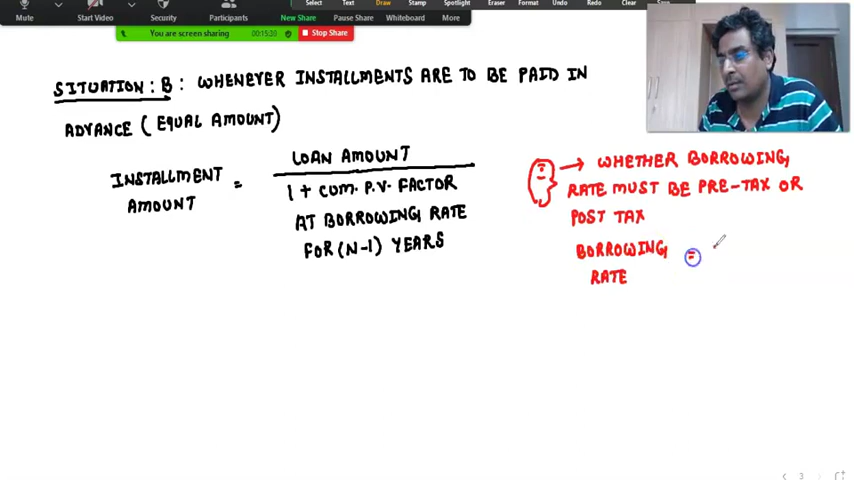 Mute
Start Video
Security
Participants
New Share
Pause Share
Whiteboard
More
Select
Text
Draw
Stamp
Spotlight
Eraser
Format
Undo
Redo
Clear
Save
You are screen sharing
00:15:30
Stop Share
SITUATION: B: WHENEVER INSTALLMENTS ARE TO BE PAID IN
ADVANCE (EQUAL AMOUNT)
INSTALLMENT
AMOUNT
=
LOAN AMOUNT
1 + CUM. P.V. FACTOR
AT BORROWING RATE
FOR (N-1) YEARS
→ WHETHER BORROWING
RATE MUST BE PRE-TAX OR
POST TAX
BORROWING =
RATE
3